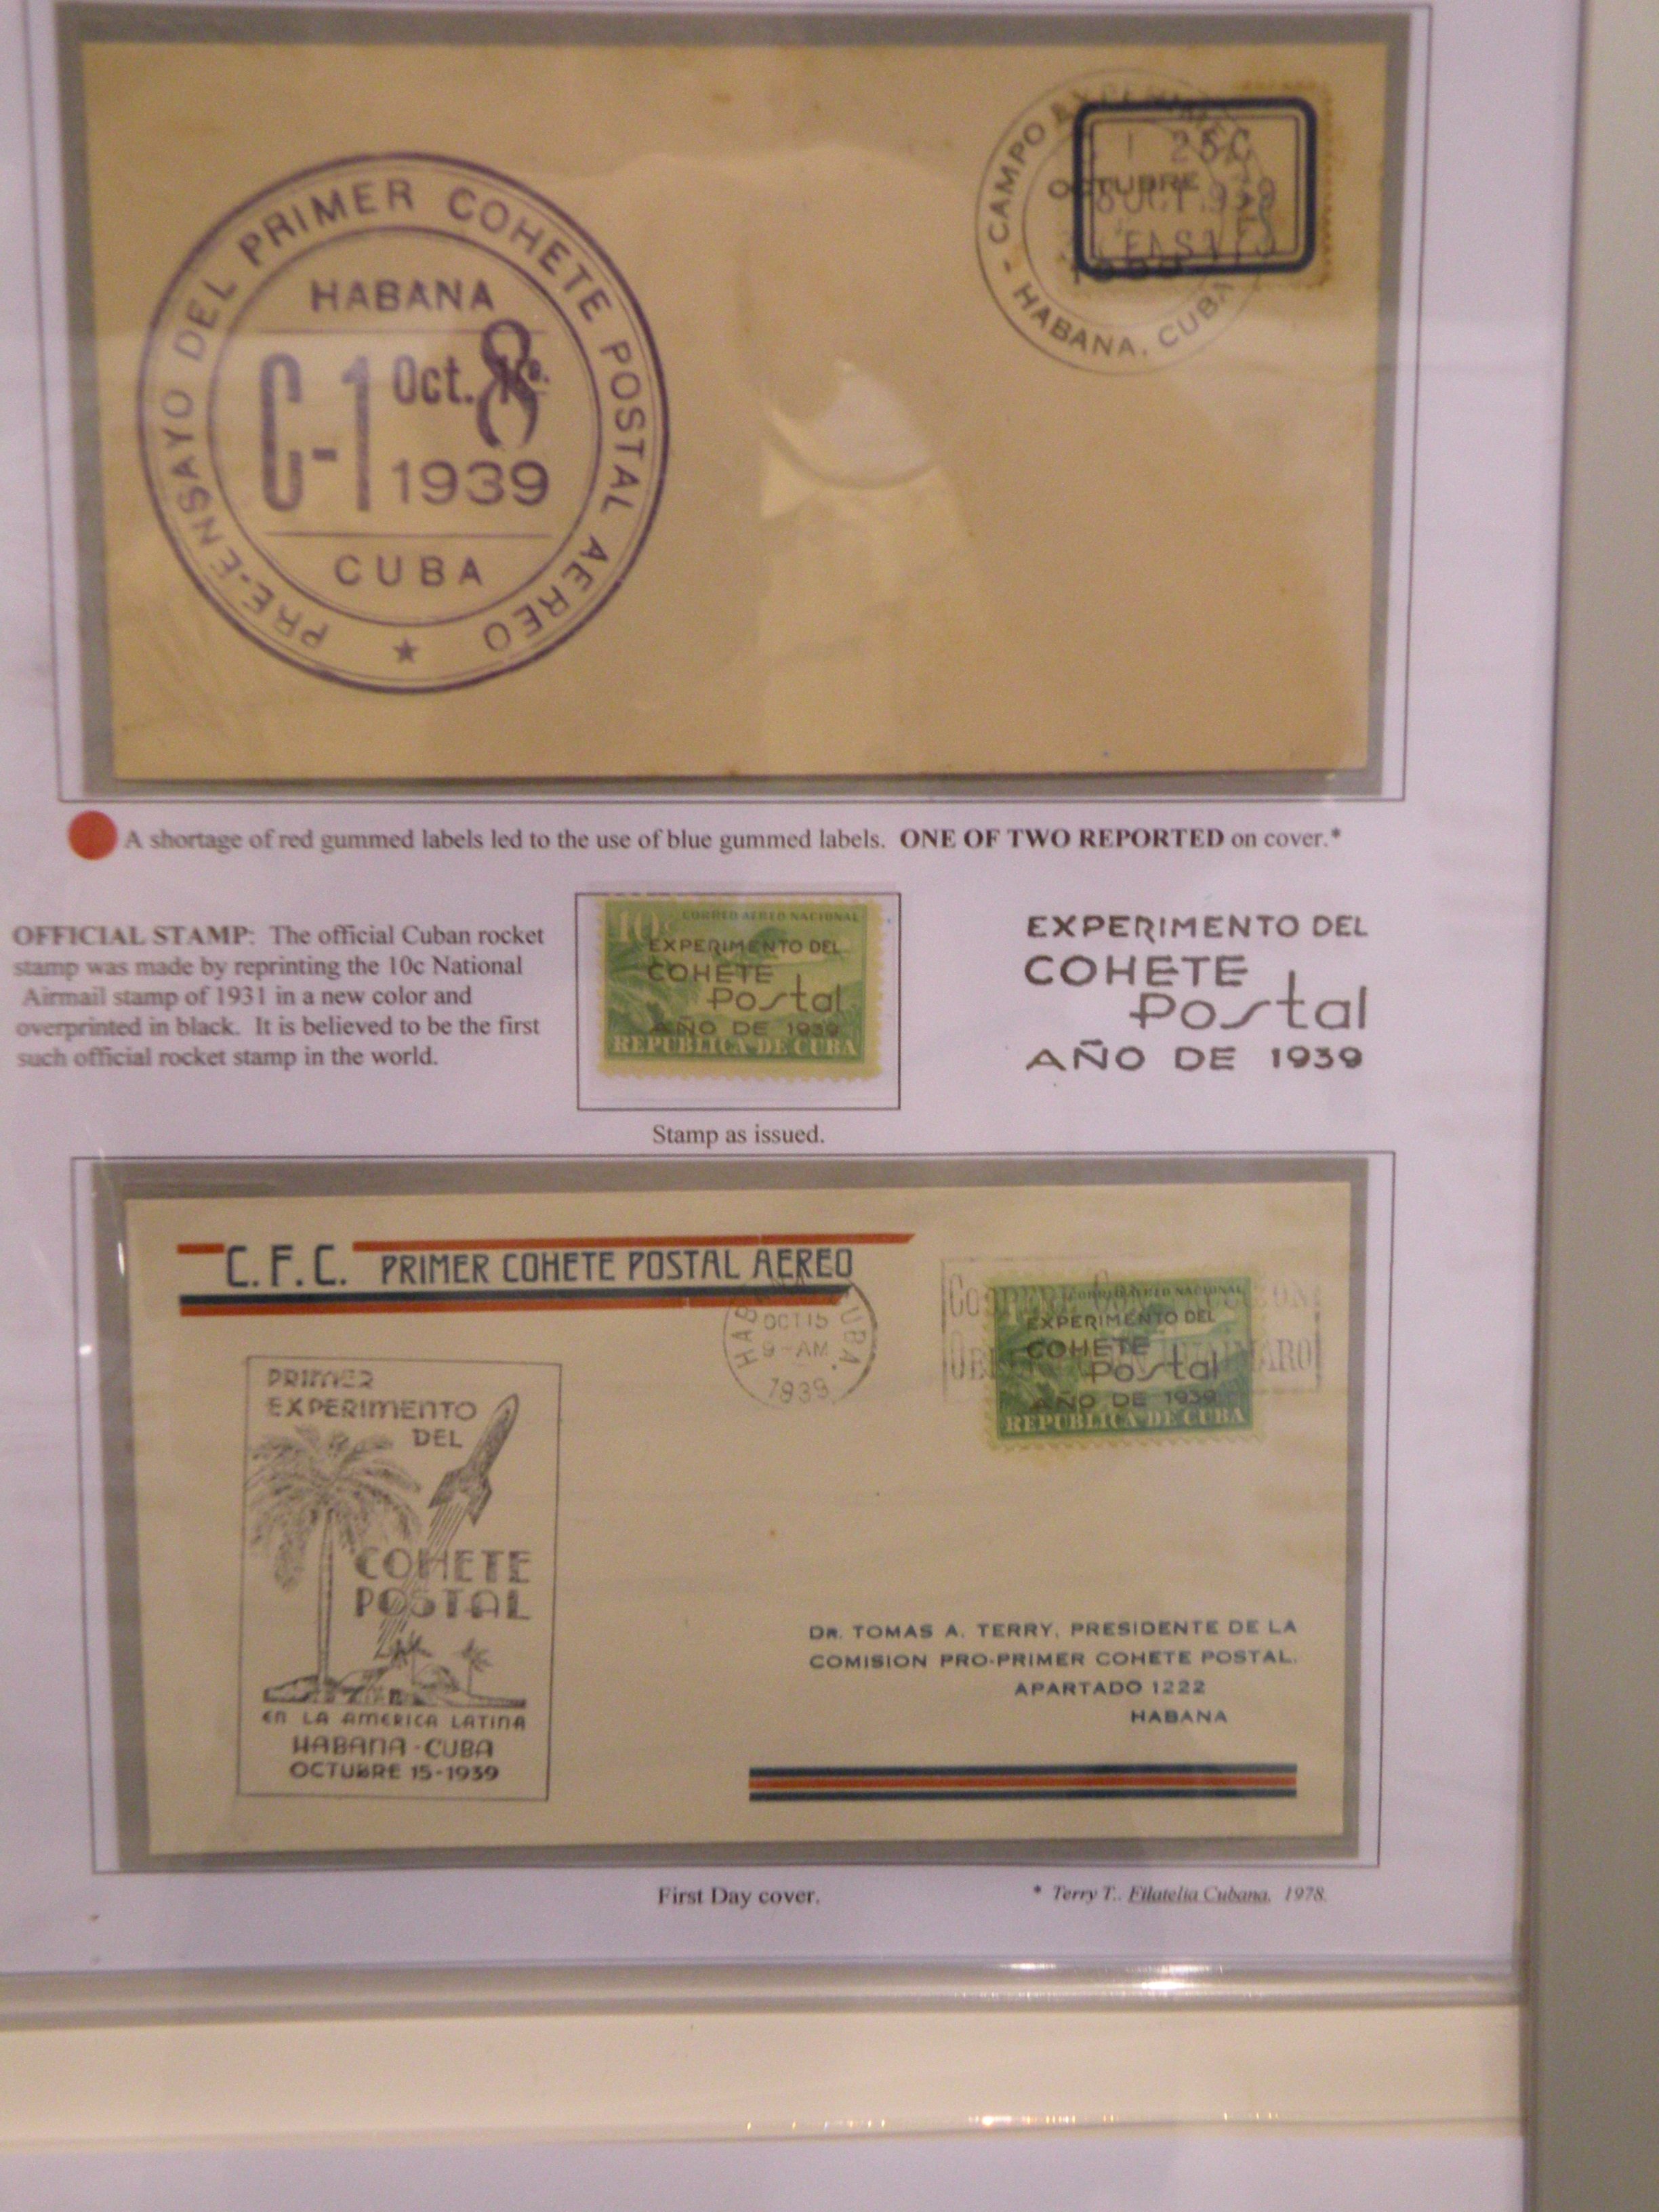 PRE-ENSAYO DEL PRIMER COHETE POSTAL AEREO
HABANA
C-1 Oct. 8
1939
CUBA
CAMPO
25C
OCTUBRE
8 OCT. 1939
HABANA, CUBA
A shortage of red gummed labels led to the use of blue gummed labels. ONE OF TWO REPORTED on cover.*
OFFICIAL STAMP: The official Cuban rocket
stamp was made by reprinting the 10c National
Airmail stamp of 1931 in a new color and
overprinted in black. It is believed to be the first
such official rocket stamp in the world.
10c CORREO AEREO NACIONAL
EXPERIMENTO DEL
COHETE
Postal
AÑO DE 1939
REPUBLICA DE CUBA
Stamp as issued.
EXPERIMENTO DEL
COHETE
Postal
AÑO DE 1939
C. F. C. PRIMER COHETE POSTAL AEREO
HABANA, CUBA.
OCT 15
9-AM
1939
CORREO AEREO NACIONAL
EXPERIMENTO DEL
COHETE
Postal
AÑO DE 1939
REPUBLICA DE CUBA
PRIMER
EXPERIMENTO
DEL
COHETE
POSTAL
EN LA AMERICA LATINA
HABANA-CUBA
OCTUBRE 15-1939
DR. TOMAS A. TERRY, PRESIDENTE DE LA
COMISION PRO-PRIMER COHETE POSTAL.
APARTADO 1222
HABANA
First Day cover.
* Terry T., Filatelia Cubana, 1978.